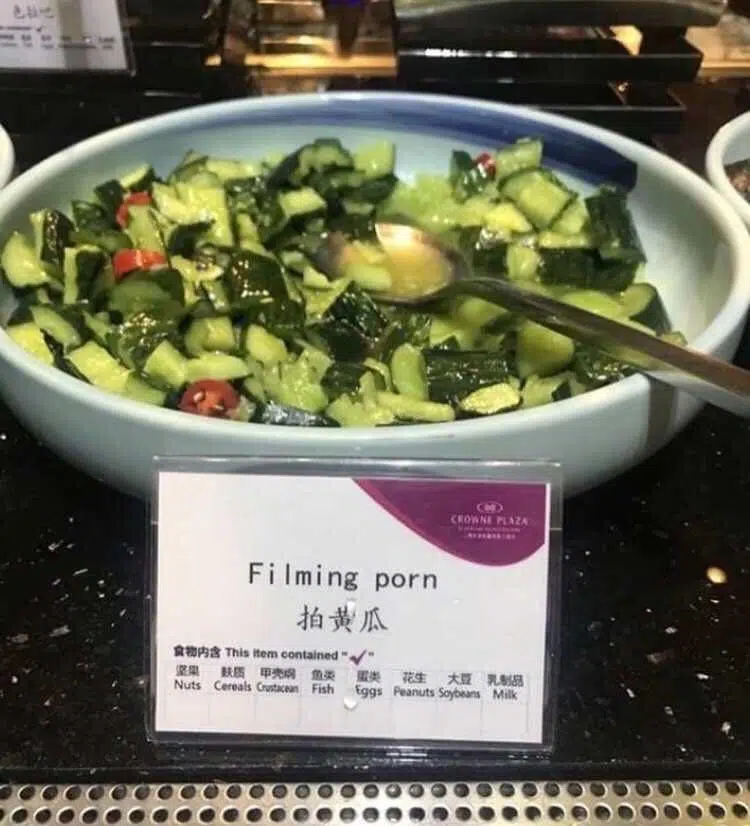 CROWNE PLAZA
Filming porn
拍黄瓜
食物内含 This item contained "✓"
坚果 麸质 甲壳纲 鱼类 蛋类 花生 大豆 乳制品
Nuts Cereals Crustacean Fish Eggs Peanuts Soybeans Milk